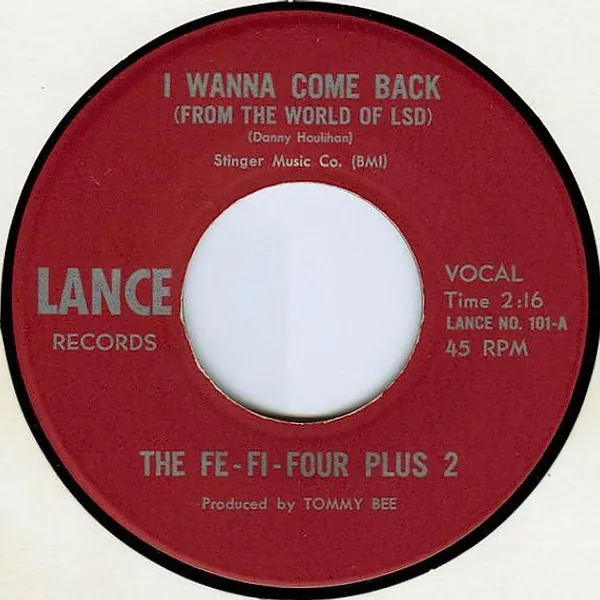 I WANNA COME BACK
(FROM THE WORLD OF LSD)
(Danny Houlihan)
Stinger Music Co. (BMI)
LANCE
RECORDS
VOCAL
Time 2:16
LANCE NO. 101-A
45 RPM
THE FE-FI-FOUR PLUS 2
Produced by TOMMY BEE